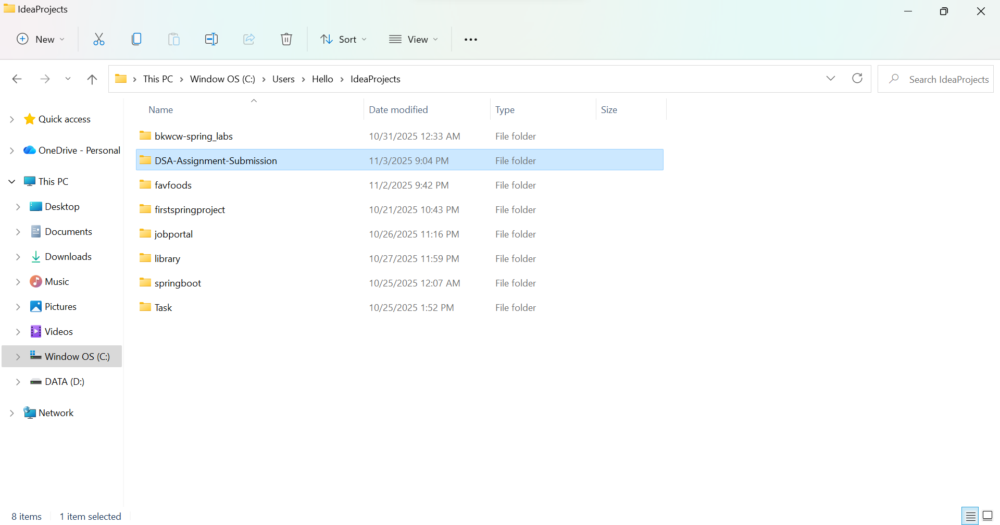 IdeaProjects
New Sort View
This PC Window OS (C:) Users Hello IdeaProjects Search IdeaProjects
Name Date modified Type Size
Quick access
OneDrive - Personal
This PC
Desktop
Documents
Downloads
Music
Pictures
Videos
Window OS (C:)
DATA (D:)
Network
bkwcw-spring_labs 10/31/2025 12:33 AM File folder
DSA-Assignment-Submission 11/3/2025 9:04 PM File folder
favfoods 11/2/2025 9:42 PM File folder
firstspringproject 10/21/2025 10:43 PM File folder
jobportal 10/26/2025 11:16 PM File folder
library 10/27/2025 11:59 PM File folder
springboot 10/25/2025 12:07 AM File folder
Task 10/25/2025 1:52 PM File folder
8 items 1 item selected